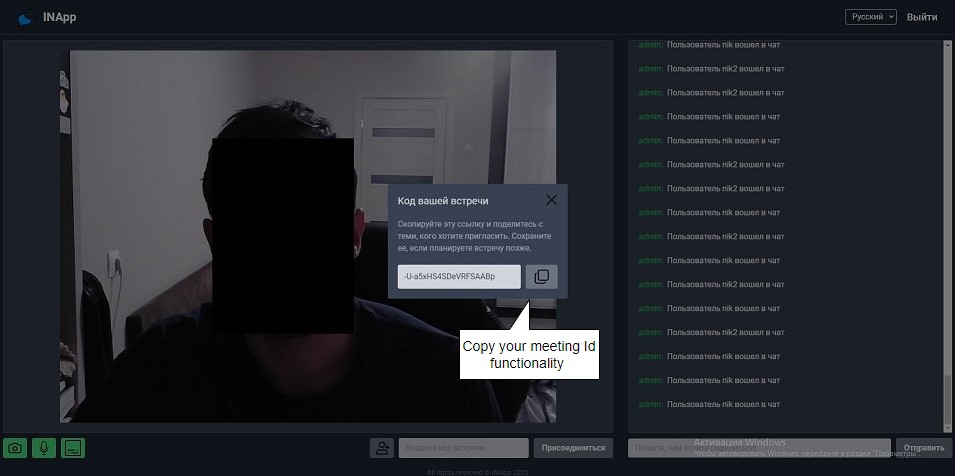 INApp
Русский
Выйти
admin: Пользователь nik вошел в чат
admin: Пользователь nik2 вошел в чат
admin: Пользователь nik2 вошел в чат
admin: Пользователь nik вошел в чат
admin: Пользователь nik2 вошел в чат
admin: Пользователь nik2 вошел в чат
admin: Пользователь nik2 вошел в чат
admin: Пользователь nik вошел в чат
admin: Пользователь nik2 вошел в чат
admin: Пользователь nik вошел в чат
admin: Пользователь nik2 вошел в чат
admin: Пользователь nik вошел в чат
admin: Пользователь nik2 вошел в чат
admin: Пользователь nik вошел в чат
admin: Пользователь nik вошел в чат
admin: Пользователь nik вошел в чат
Код вашей встречи
Скопируйте эту ссылку и поделитесь с
теми, кого хотите пригласить. Сохраните
ее, если планируете встречу позже.
-U-a5xHS4SDeVRFSAABp
Copy your meeting Id
functionality
Введите код встречи
Присоединиться
Пишите, чем
Отправить
Активация Windows
Чтобы активировать Windows, перейдите в раздел "Параметры".
All rights reserved © INApp 2023